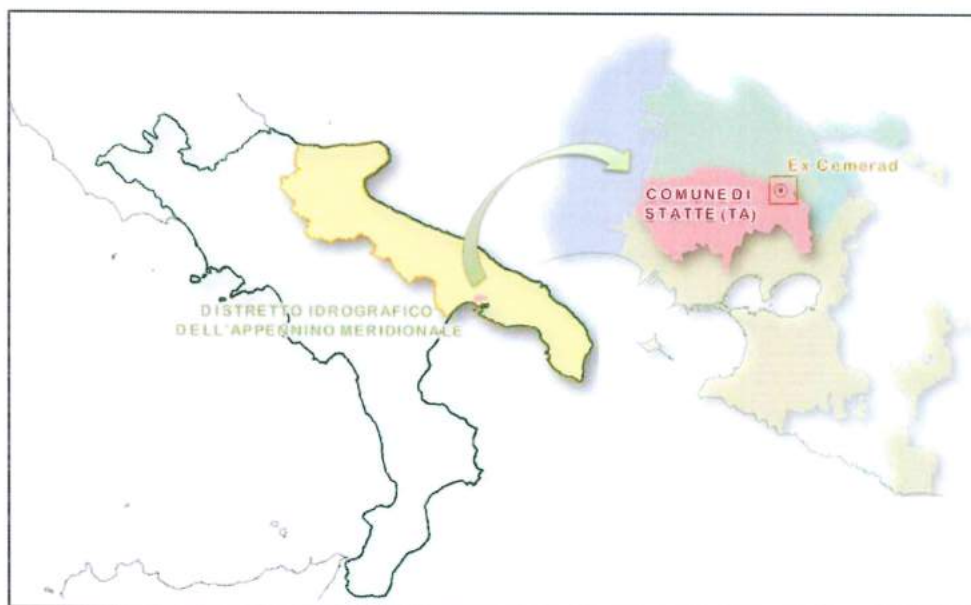 Ex Cemerad
COMUNE DI
STATTE (TA)
DISTRETTO IDROGRAFICO
DELL'APPENNINO MERIDIONALE